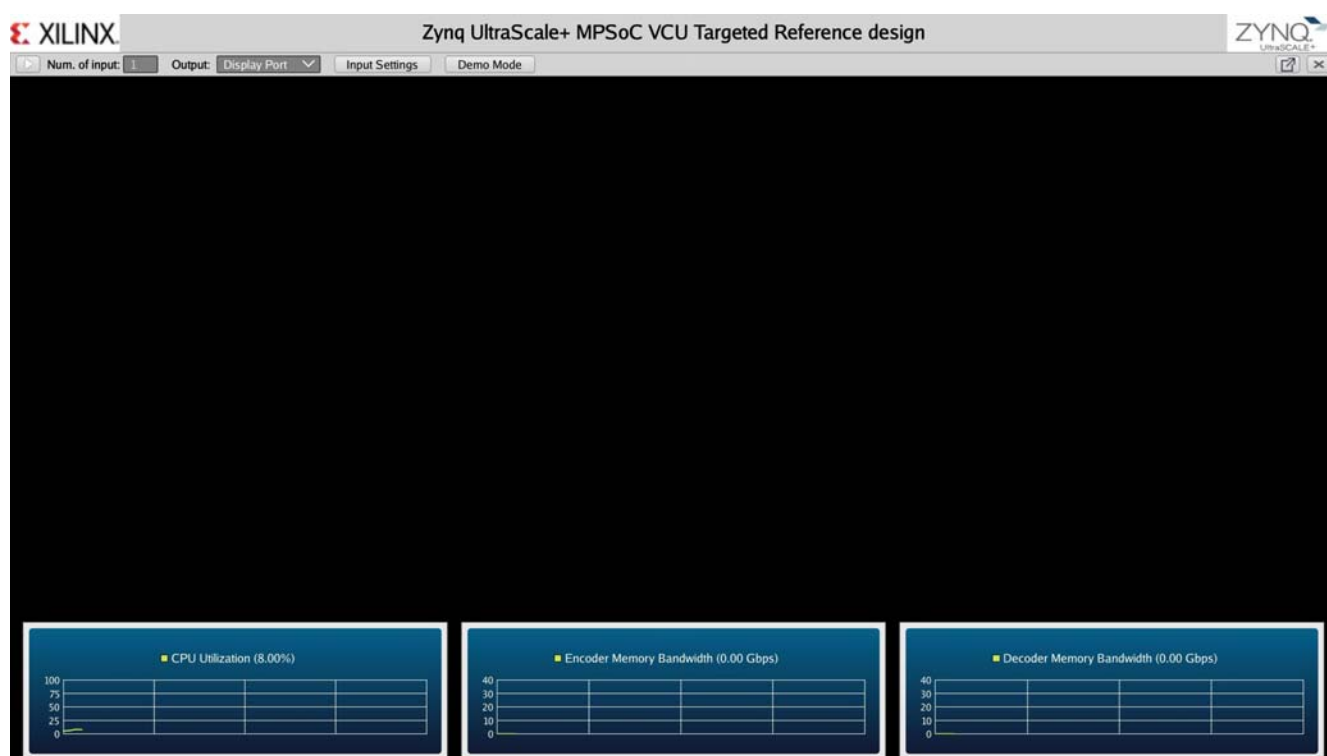 XILINX
Zynq UltraScale+ MPSoC VCU Targeted Reference design
ZYNQ
UltraSCALE+
Num. of input: 1 Output: Display Port Input Settings Demo Mode
CPU Utilization (8.00%)
100
75
50
25
0
Encoder Memory Bandwidth (0.00 Gbps)
40
30
20
10
0
Decoder Memory Bandwidth (0.00 Gbps)
40
30
20
10
0